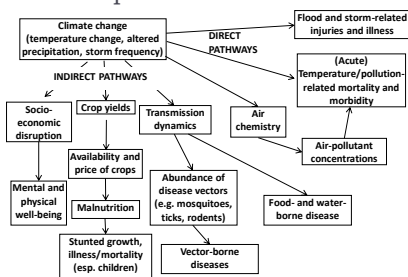 Climate change
(temperature change, altered
precipitation, storm frequency)
DIRECT
PATHWAYS
Flood and storm-related
injuries and illness
(Acute)
Temperature/pollution-
related mortality and
morbidity
INDIRECT PATHWAYS
Socio-
economic
disruption
Crop yields
Transmission
dynamics
Air
chemistry
Air-pollutant
concentrations
Mental and
physical
well-being
Availability and
price of crops
Malnutrition
Stunted growth,
illness/mortality
(esp. children)
Abundance of
disease vectors
(e.g. mosquitoes,
ticks, rodents)
Vector-borne
diseases
Food- and water-
borne disease